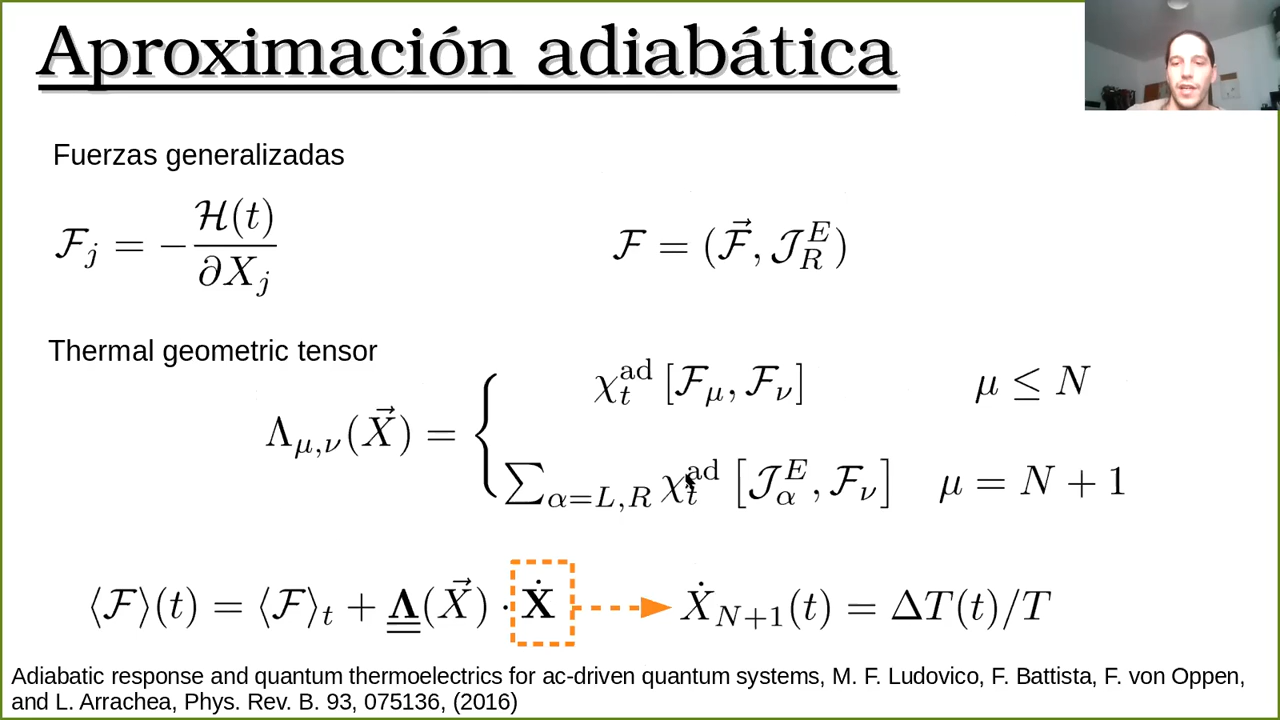 Aproximación adiabática
Fuerzas generalizadas
𝓕ⱼ = − 𝓗(t) / ∂Xⱼ
𝓕 = (𝓕⃗, 𝓙_R^E)
Thermal geometric tensor
Λ_{μ,ν}(X⃗) = {
χ_t^{ad} [𝓕_μ, 𝓕_ν] μ ≤ N
∑_{α=L,R} χ_t^{ad} [𝓙_α^E, 𝓕_ν] μ = N + 1
⟨𝓕⟩(t) = ⟨𝓕⟩_t + Λ(X⃗) · Ẋ Ẋ_{N+1}(t) = ΔT(t)/T
Adiabatic response and quantum thermoelectrics for ac-driven quantum systems, M. F. Ludovico, F. Battista, F. von Oppen,
and L. Arrachea, Phys. Rev. B. 93, 075136, (2016)